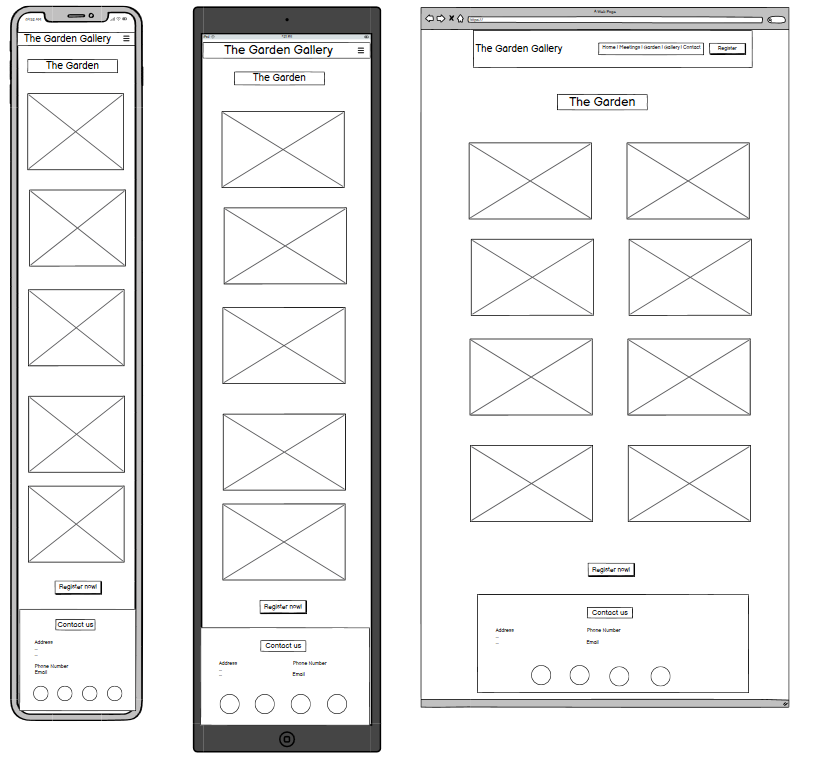 The Garden Gallery
The Garden
Register now!
Contact us
Address
--
--
Phone Number
Email
The Garden Gallery
The Garden
Register now!
Contact us
Address Phone Number
--
-- Email
https://
The Garden Gallery Home | Meetings | Garden | Gallery | Contact Register
The Garden
Register now!
Contact us
Address Phone Number
--
-- Email